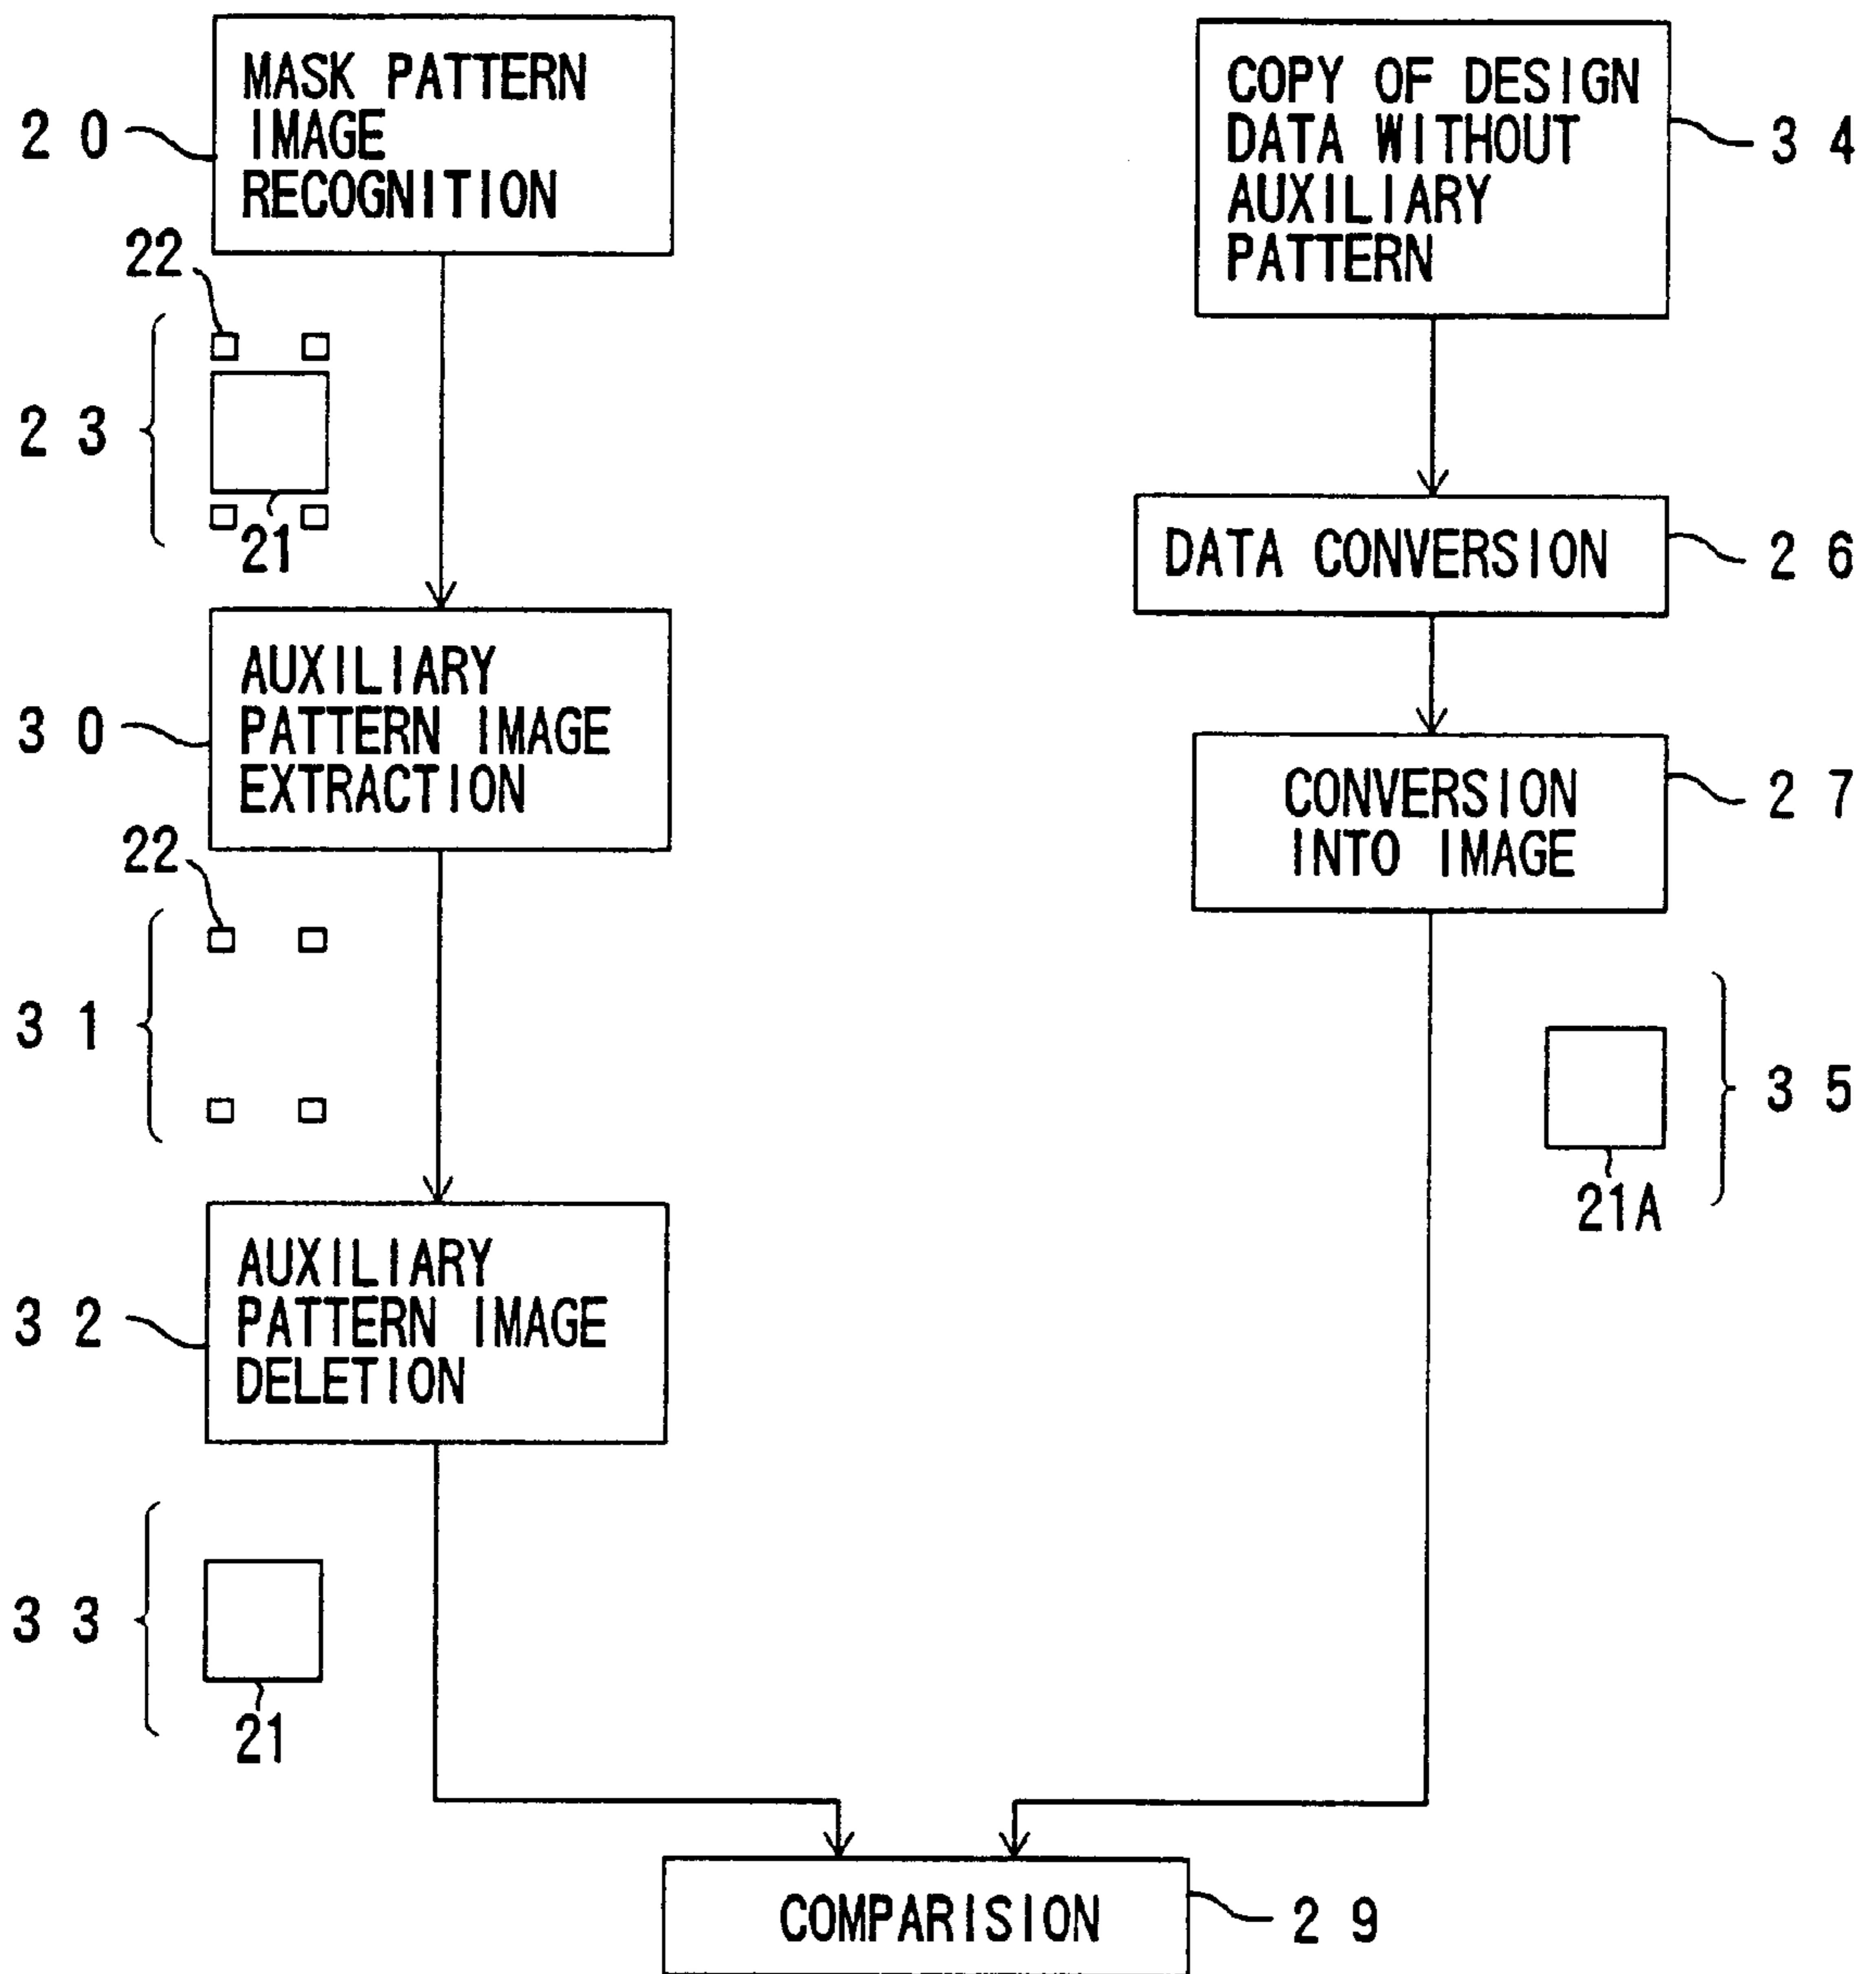 MASK PATTERN
IMAGE
RECOGNITION
20
22
23
21
AUXILIARY
PATTERN IMAGE
EXTRACTION
30
22
31
AUXILIARY
PATTERN IMAGE
DELETION
32
33
21
COPY OF DESIGN
DATA WITHOUT
AUXILIARY
PATTERN
34
DATA CONVERSION
26
CONVERSION
INTO IMAGE
27
35
21A
COMPARISION
29